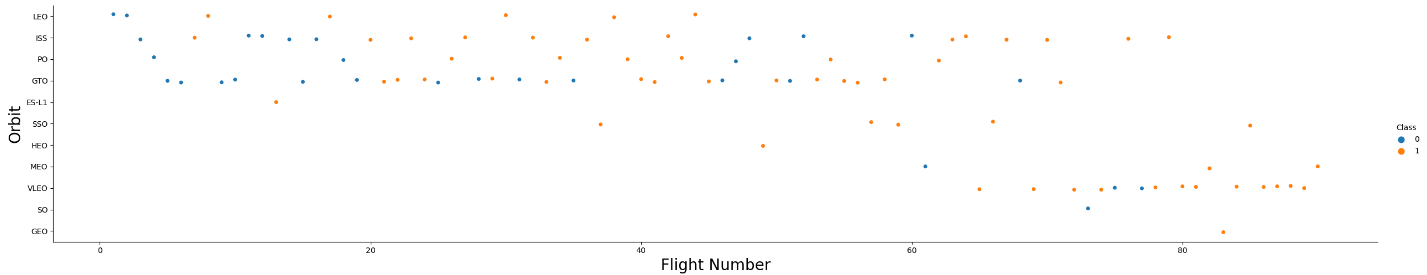 LEO
ISS
PO
GTO
ES-L1
SSO
HEO
MEO
VLEO
SO
GEO
Orbit
0 20 40 60 80
Flight Number
Class
0
1